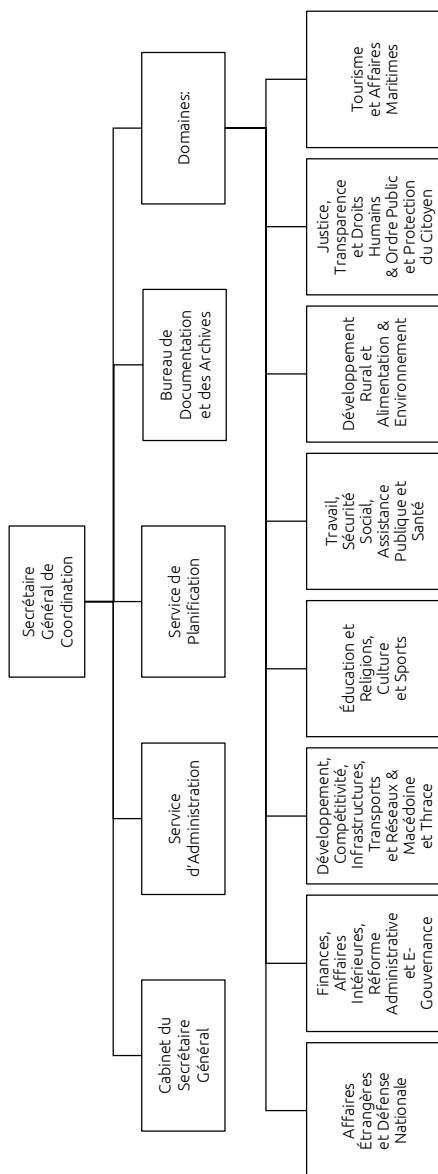 Secrétaire
Général de
Coordination
Cabinet du
Secrétaire
Général
Service
d'Administration
Service de
Planification
Bureau de
Documentation
et des Archives
Domaines:
Affaires
Étrangères
et Défense
Nationale
Finances,
Affaires
Intérieures,
Réforme
Administrative
et E-
Gouvernance
Développement,
Compétitivité,
Infrastructures,
Transports
et Réseaux &
Macédoine
et Thrace
Éducation et
Religions,
Culture
et Sports
Travail,
Sécurité
Social,
Assistance
Publique et
Santé
Développement
Rural et
Alimentation &
Environnement
Justice,
Transparence
et Droits
Humains
& Ordre Public
et Protection
du Citoyen
Tourisme
et Affaires
Maritimes